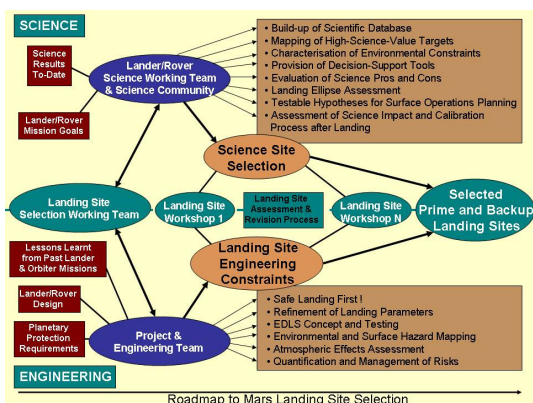 SCIENCE
Science
Results
To-Date
Lander/Rover
Mission Goals
Lander/Rover
Science Working Team
& Science Community
• Build-up of Scientific Database
• Mapping of High-Science-Value Targets
• Characterisation of Environmental Constraints
• Provision of Decision-Support Tools
• Evaluation of Science Pros and Cons
• Landing Ellipse Assessment
• Testable Hypotheses for Surface Operations Planning
• Assessment of Science Impact and Calibration
Process after Landing
Science Site
Selection
Landing Site
Selection Working Team
Landing Site
Workshop 1
Landing Site
Assessment &
Revision Process
Landing Site
Workshop N
Selected
Prime and Backup
Landing Sites
Landing Site
Engineering
Constraints
Lessons Learnt
from Past Lander
& Orbiter Missions
Lander/Rover
Design
Planetary
Protection
Requirements
Project &
Engineering Team
• Safe Landing First !
• Refinement of Landing Parameters
• EDLS Concept and Testing
• Environmental and Surface Hazard Mapping
• Atmospheric Effects Assessment
• Quantification and Management of Risks
ENGINEERING
Roadmap to Mars Landing Site Selection